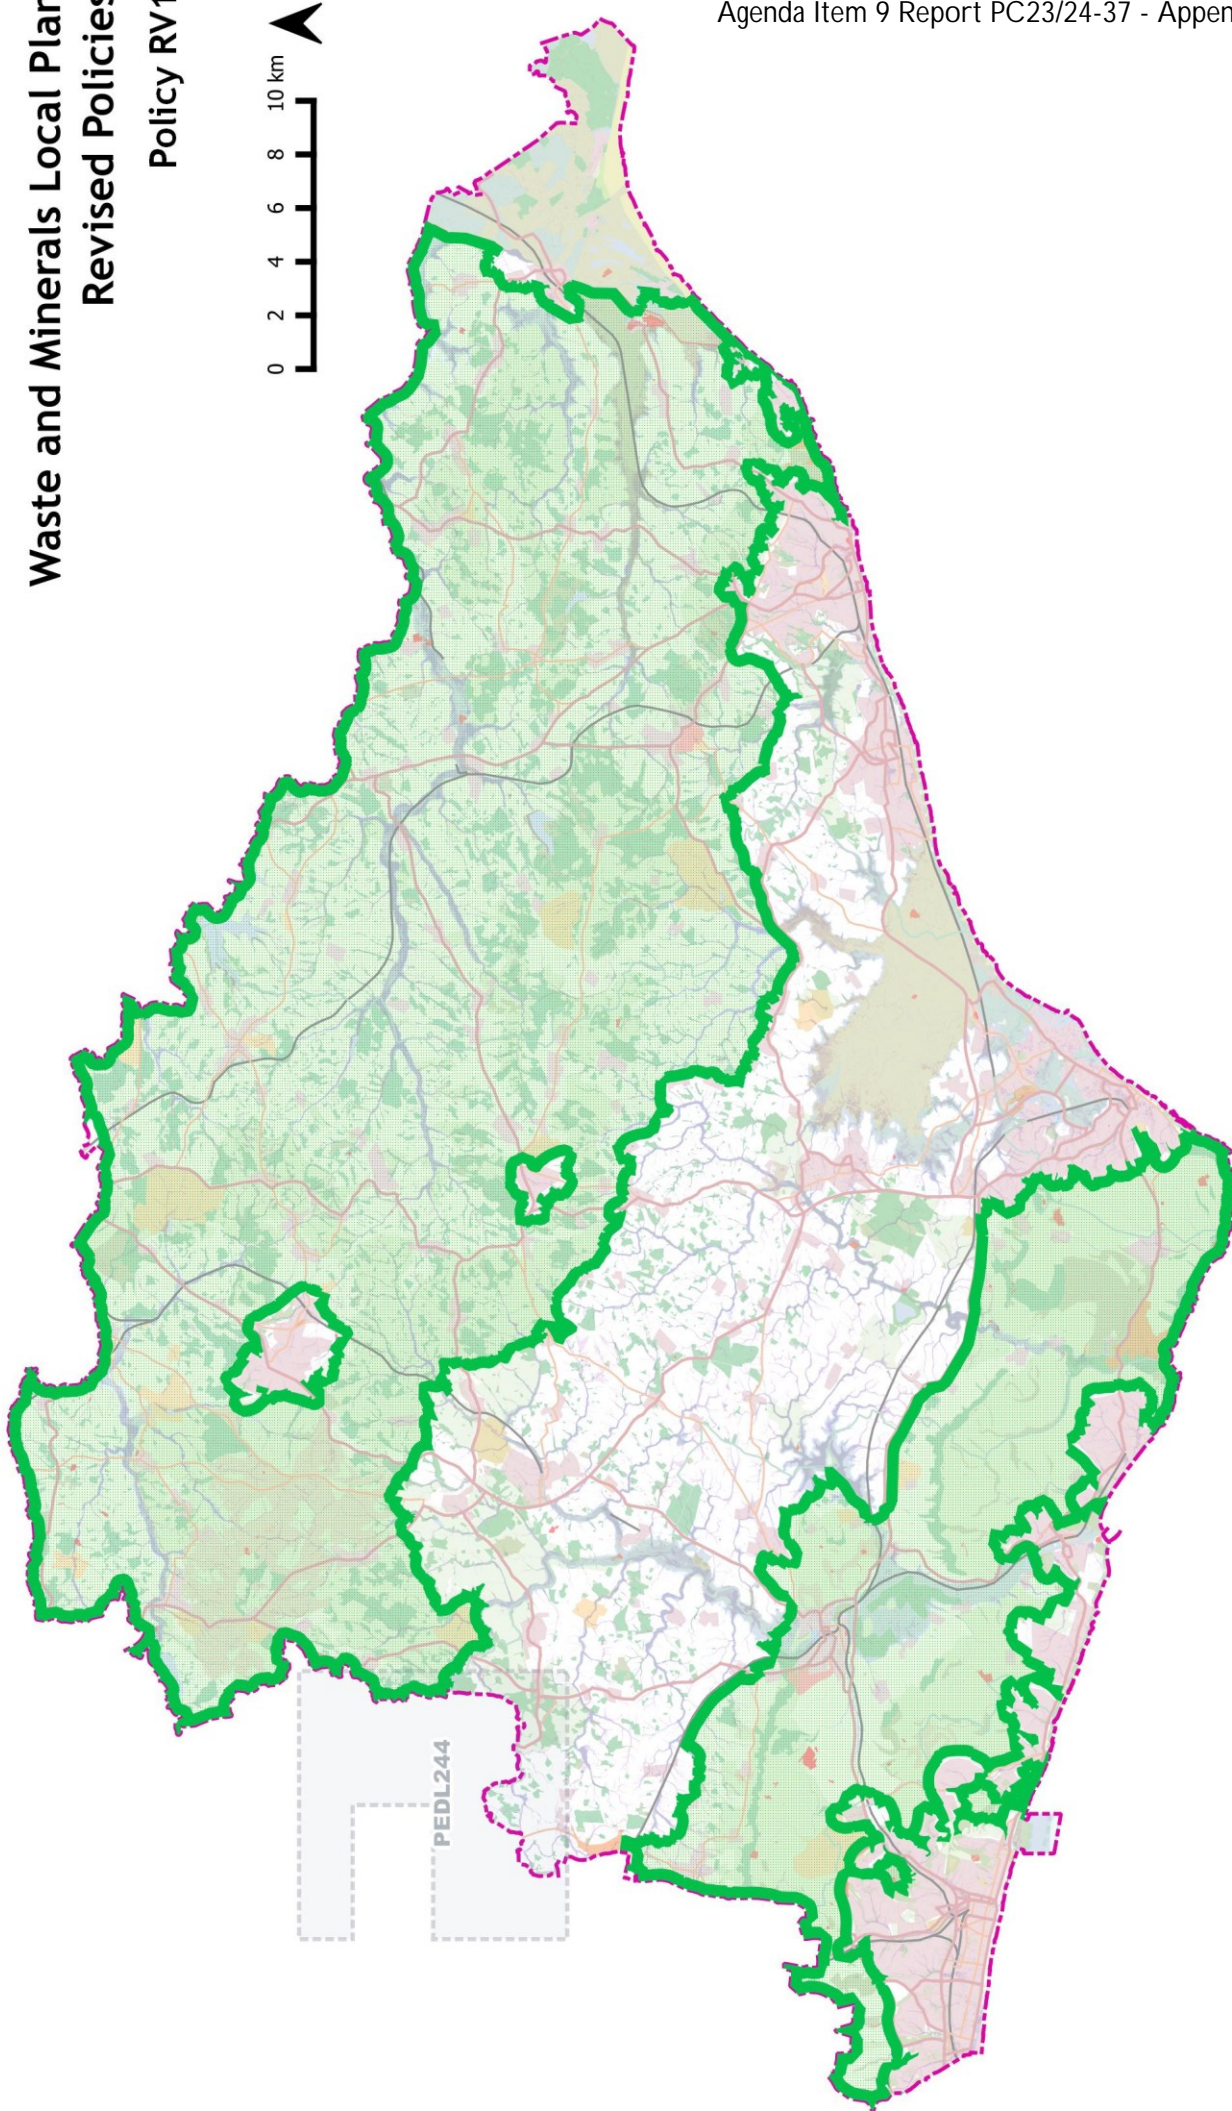 Agenda Item 9 Report PC23/24-37 - Appen
Waste and Minerals Local Plan
Revised Policies
Policy RV1
0 2 4 6 8 10 km
PEDL244